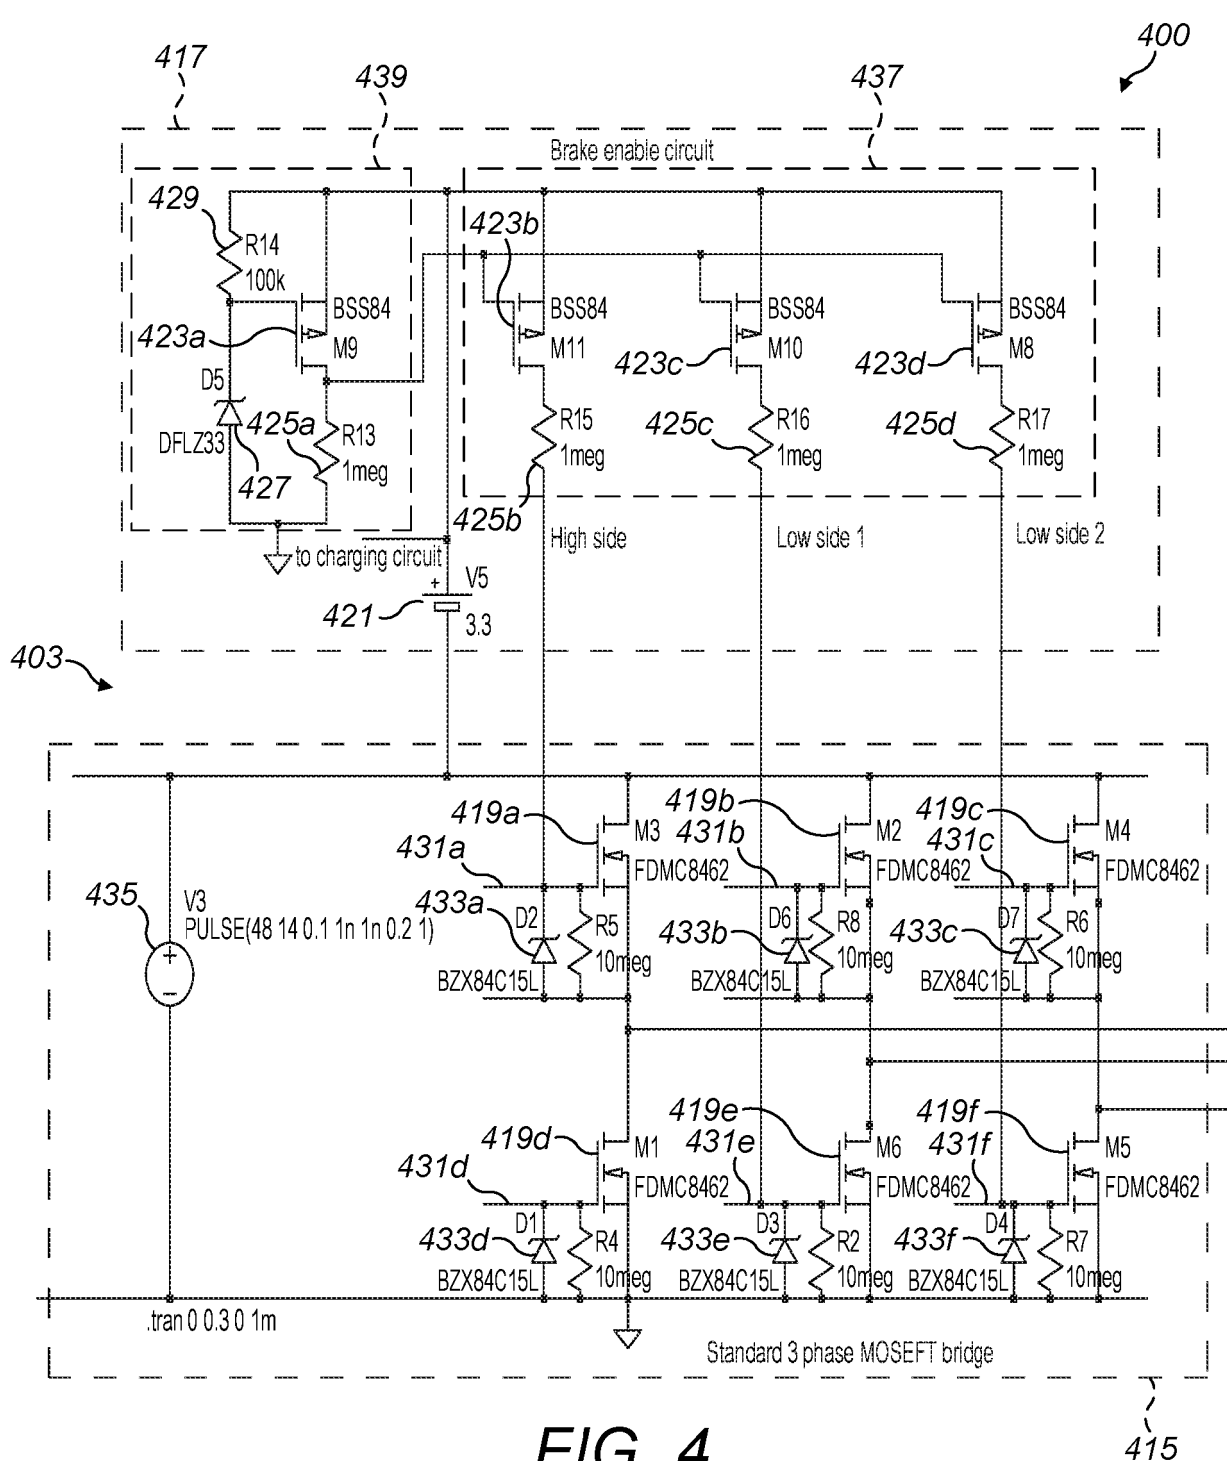 400
417
439
437
Brake enable circuit
429
R14
100k
423b
BSS84
BSS84
BSS84
BSS84
423a
M9
M11
423c
M10
423d
M8
D5
425a
R13
1meg
DFLZ33
427
R15
1meg
425c
R16
1meg
425d
R17
1meg
425b
High side
Low side 1
Low side 2
to charging circuit
+
V5
421
3.3
403
419a
M3
419b
M2
419c
M4
431a
FDMC8462
431b
FDMC8462
431c
FDMC8462
435
V3
PULSE(48 14 0.1 1n 1n 0.2 1)
+
–
433a
D2
R5
10meg
BZX84C15L
433b
D6
R8
10meg
BZX84C15L
433c
D7
R6
10meg
BZX84C15L
419d
M1
419e
M6
419f
M5
431d
FDMC8462
431e
FDMC8462
431f
FDMC8462
433d
D1
R4
10meg
BZX84C15L
433e
D3
R2
10meg
BZX84C15L
433f
D4
R7
10meg
BZX84C15L
.tran 0 0.3 0 1m
Standard 3 phase MOSEFT bridge
415
FIG. 4